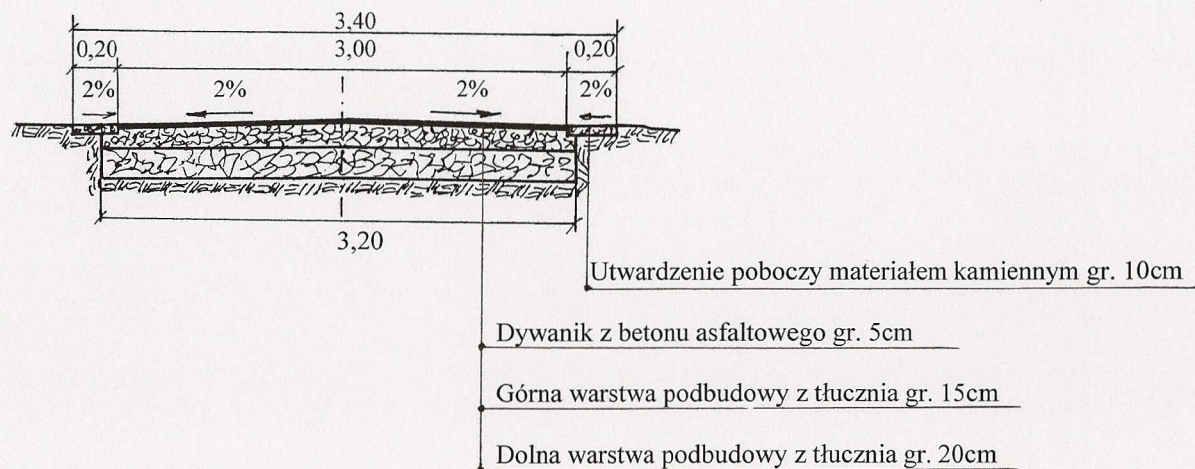 3,40
0,20 3,00 0,20
2% 2% 2% 2%
3,20
Utwardzenie poboczy materiałem kamiennym gr. 10cm
Dywanik z betonu asfaltowego gr. 5cm
Górna warstwa podbudowy z tłucznia gr. 15cm
Dolna warstwa podbudowy z tłucznia gr. 20cm